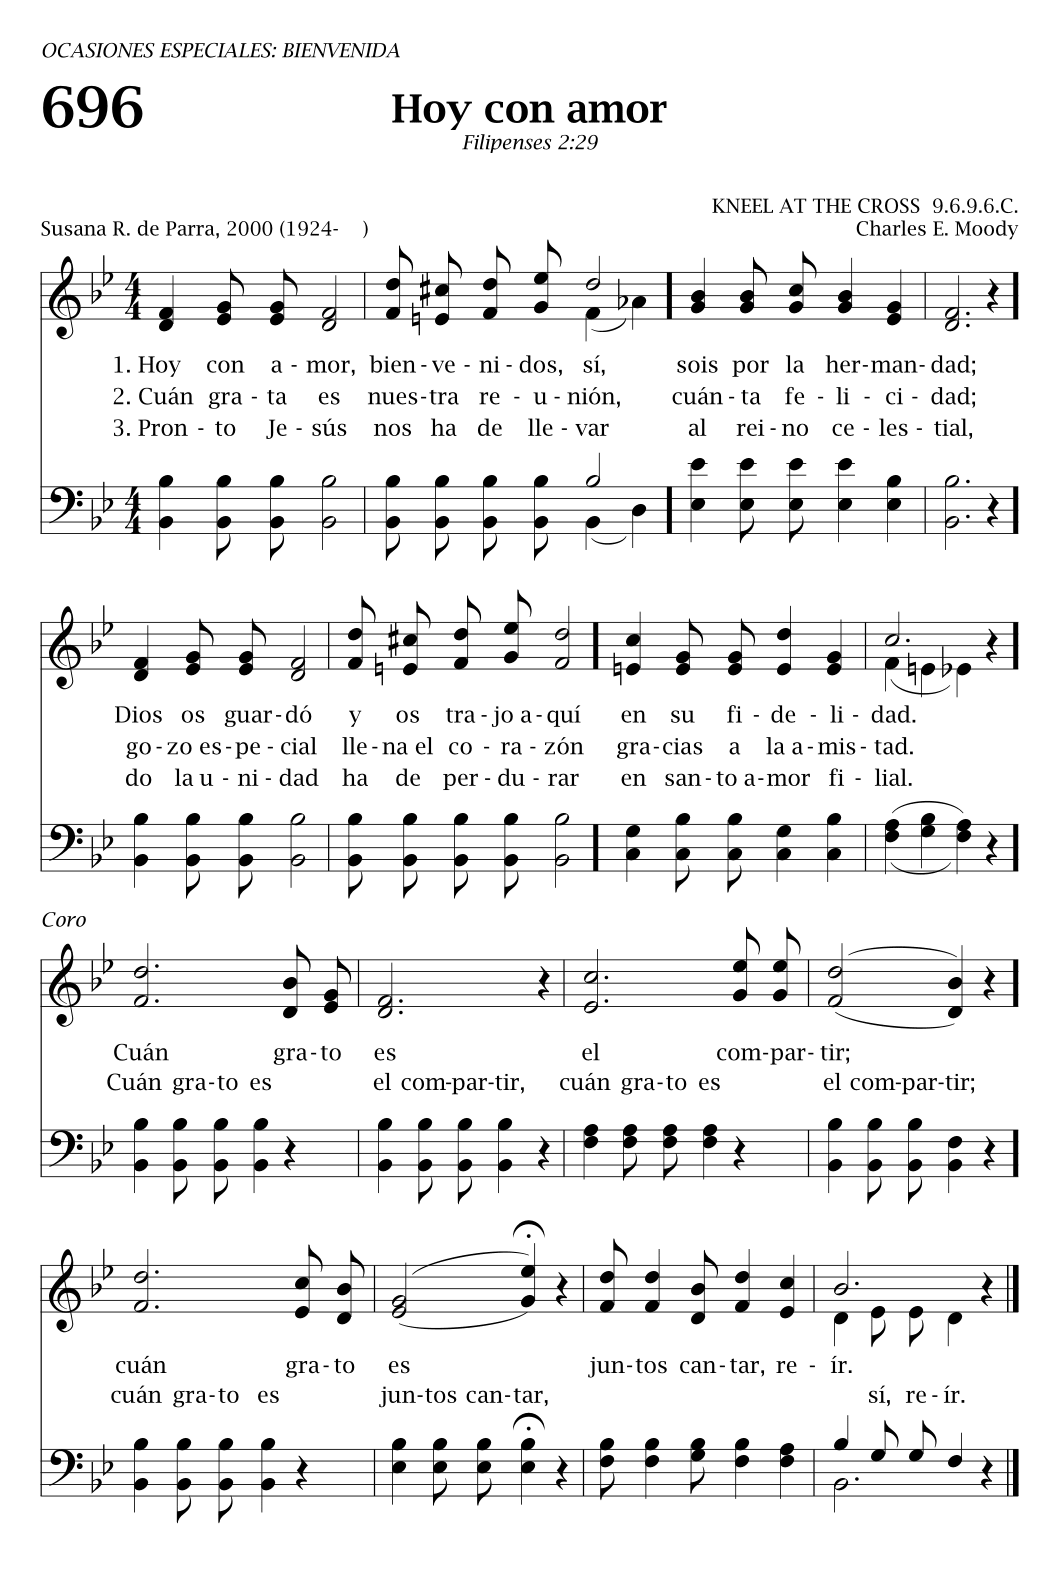 OCASIONES ESPECIALES: BIENVENIDA
696 Hoy con amor
Filipenses 2:29
KNEEL AT THE CROSS 9.6.9.6.C.
Susana R. de Parra, 2000 (1924- ) Charles E. Moody
1. Hoy con a - mor, bien - ve - ni - dos, sí, sois por la her - man - dad;
2. Cuán gra - ta es nues - tra re - u - nión, cuán - ta fe - li - ci - dad;
3. Pron - to Je - sús nos ha de lle - var al rei - no ce - les - tial,
Dios os guar - dó y os tra - jo a - quí en su fi - de - li - dad.
go - zo es - pe - cial lle - na el co - ra - zón gra - cias a la a - mis - tad.
do la u - ni - dad ha de per - du - rar en san - to a - mor fi - lial.
Coro
Cuán gra - to es el com - par - tir;
Cuán gra - to es el com - par - tir, cuán gra - to es el com - par - tir;
cuán gra - to es jun - tos can - tar, re - ír.
cuán gra - to es jun - tos can - tar, sí, re - ír.